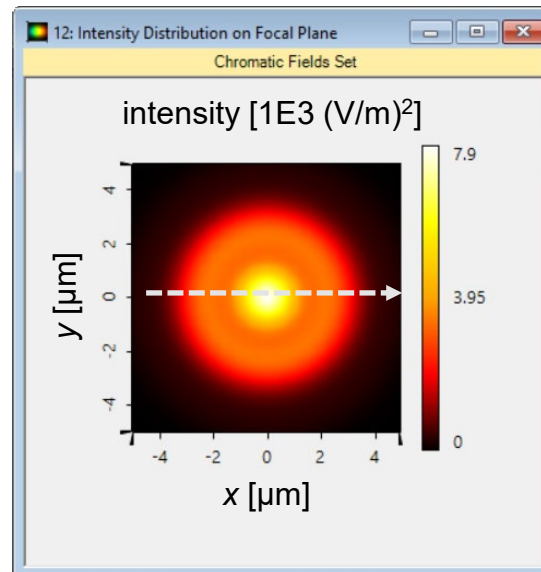 12: Intensity Distribution on Focal Plane
Chromatic Fields Set
intensity [1E3 (V/m)²]
7.9
3.95
0
y [µm]
4
2
0
-2
-4
-4 -2 0 2 4
x [µm]